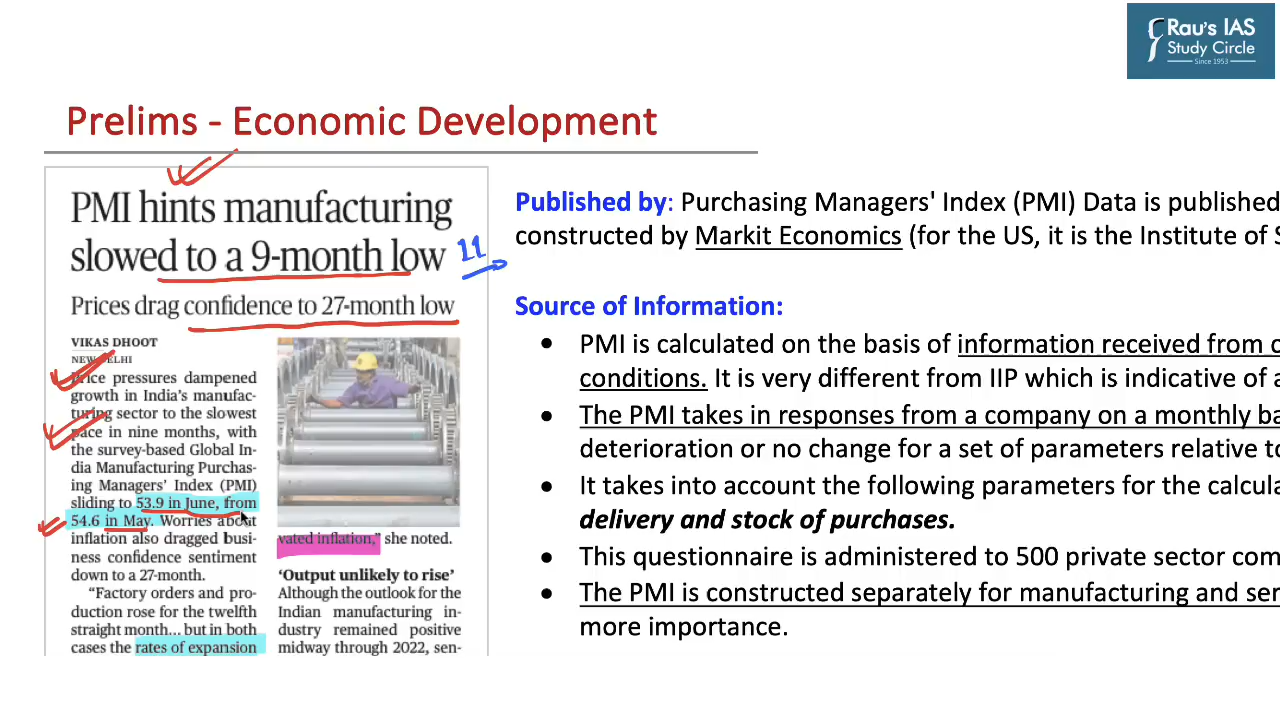 Rau's IAS
Study Circle
Since 1953
Prelims - Economic Development
PMI hints manufacturing
slowed to a 9-month low
11
Prices drag confidence to 27-month low
VIKAS DHOOT
NEW DELHI
Price pressures dampened
growth in India's manufac-
turing sector to the slowest
pace in nine months, with
the survey-based Global In-
dia Manufacturing Purchas-
ing Managers' Index (PMI)
sliding to 53.9 in June, from
54.6 in May. Worries about
inflation also dragged busi-
ness confidence sentiment
down to a 27-month.
"Factory orders and pro-
duction rose for the twelfth
straight month... but in both
cases the rates of expansion
vated inflation," she noted.
'Output unlikely to rise'
Although the outlook for the
Indian manufacturing in-
dustry remained positive
midway through 2022, sen-
Published by: Purchasing Managers' Index (PMI) Data is published
constructed by Markit Economics (for the US, it is the Institute of S
Source of Information:
• PMI is calculated on the basis of information received from
conditions. It is very different from IIP which is indicative of a
• The PMI takes in responses from a company on a monthly ba
deterioration or no change for a set of parameters relative to
• It takes into account the following parameters for the calcula
delivery and stock of purchases.
• This questionnaire is administered to 500 private sector com
• The PMI is constructed separately for manufacturing and ser
more importance.